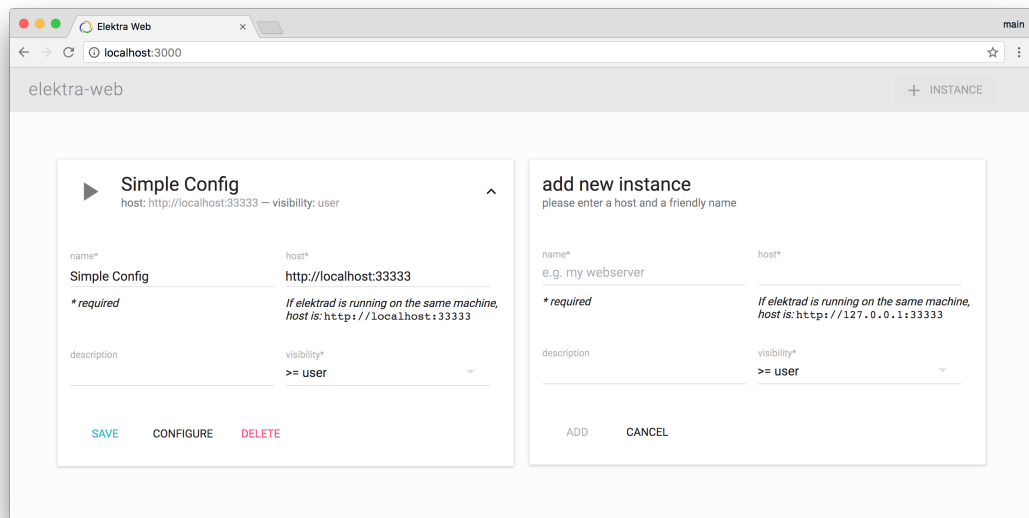 Elektra Web
main
localhost:3000
elektra-web
+ INSTANCE
Simple Config
host: http://localhost:33333 — visibility: user
name*
Simple Config
host*
http://localhost:33333
* required
If elektrad is running on the same machine,
host is: http://localhost:33333
description
visibility*
>= user
SAVE
CONFIGURE
DELETE
add new instance
please enter a host and a friendly name
name*
e.g. my webserver
host*
* required
If elektrad is running on the same machine,
host is: http://127.0.0.1:33333
description
visibility*
>= user
ADD
CANCEL